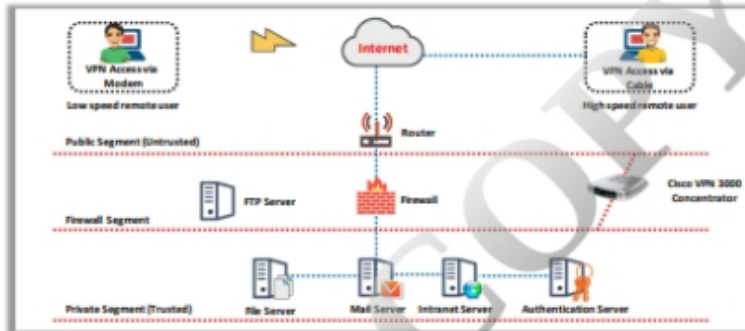 Internet
VPN Access via
Modem
VPN Access via
Cable
Low speed remote user
High speed remote user
Router
Public Segment (Untrusted)
FTP Server
Firewall
Cisco VPN 3000
Concentrator
Firewall Segment
File Server
Mail Server
Intranet Server
Authentication Server
Private Segment (Trusted)
COPY